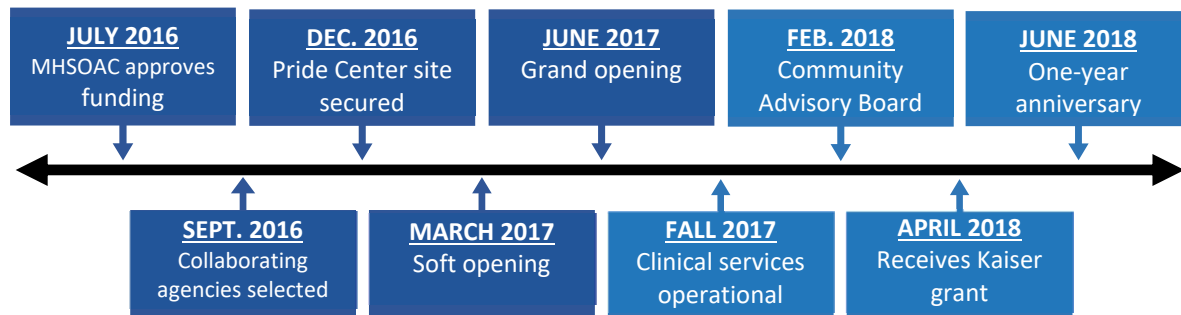 JULY 2016
MHSOAC approves
funding
DEC. 2016
Pride Center site
secured
JUNE 2017
Grand opening
FEB. 2018
Community
Advisory Board
JUNE 2018
One-year
anniversary
SEPT. 2016
Collaborating
agencies selected
MARCH 2017
Soft opening
FALL 2017
Clinical services
operational
APRIL 2018
Receives Kaiser
grant